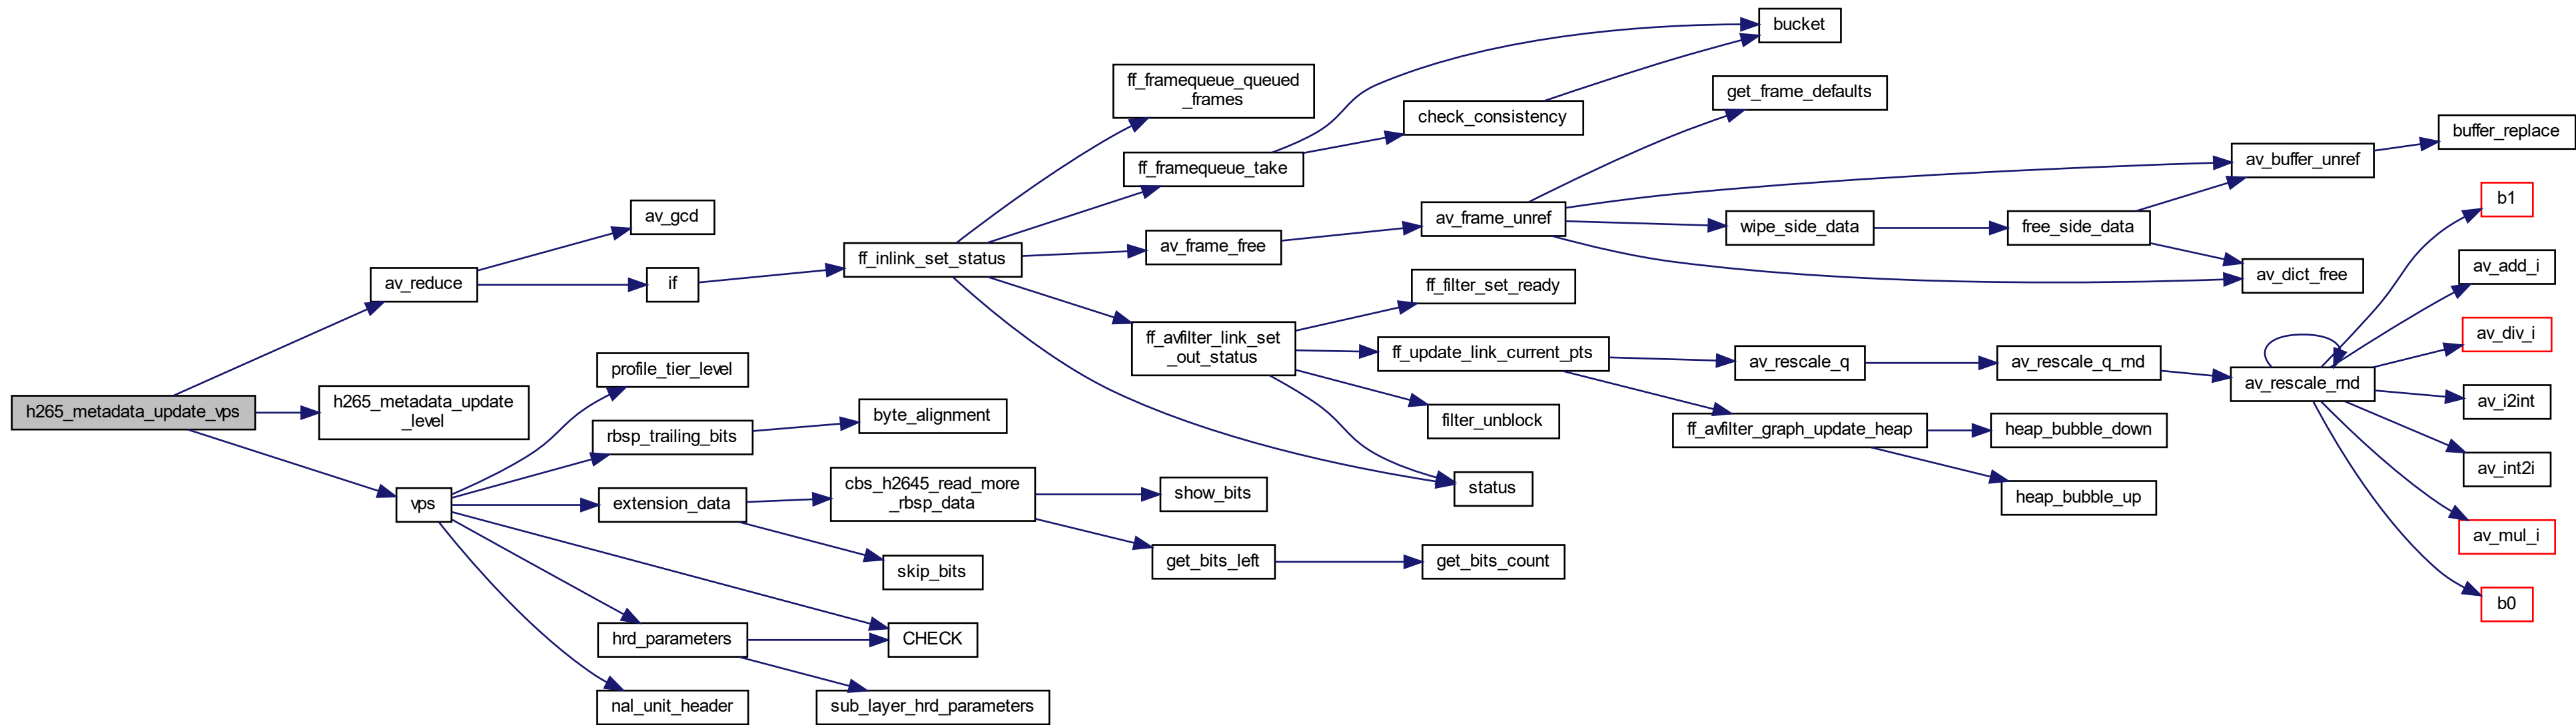 h265_metadata_update_vps
av_reduce
h265_metadata_update
_level
vps
av_gcd
if
profile_tier_level
rbsp_trailing_bits
extension_data
hrd_parameters
nal_unit_header
ff_inlink_set_status
byte_alignment
cbs_h2645_read_more
_rbsp_data
skip_bits
CHECK
sub_layer_hrd_parameters
ff_framequeue_queued
_frames
ff_framequeue_take
av_frame_free
ff_avfilter_link_set
_out_status
show_bits
get_bits_left
check_consistency
av_frame_unref
ff_filter_set_ready
ff_update_link_current_pts
filter_unblock
status
get_bits_count
bucket
get_frame_defaults
wipe_side_data
av_rescale_q
ff_avfilter_graph_update_heap
free_side_data
av_rescale_q_rnd
heap_bubble_down
heap_bubble_up
av_buffer_unref
av_dict_free
av_rescale_rnd
buffer_replace
b1
av_add_i
av_div_i
av_i2int
av_int2i
av_mul_i
b0